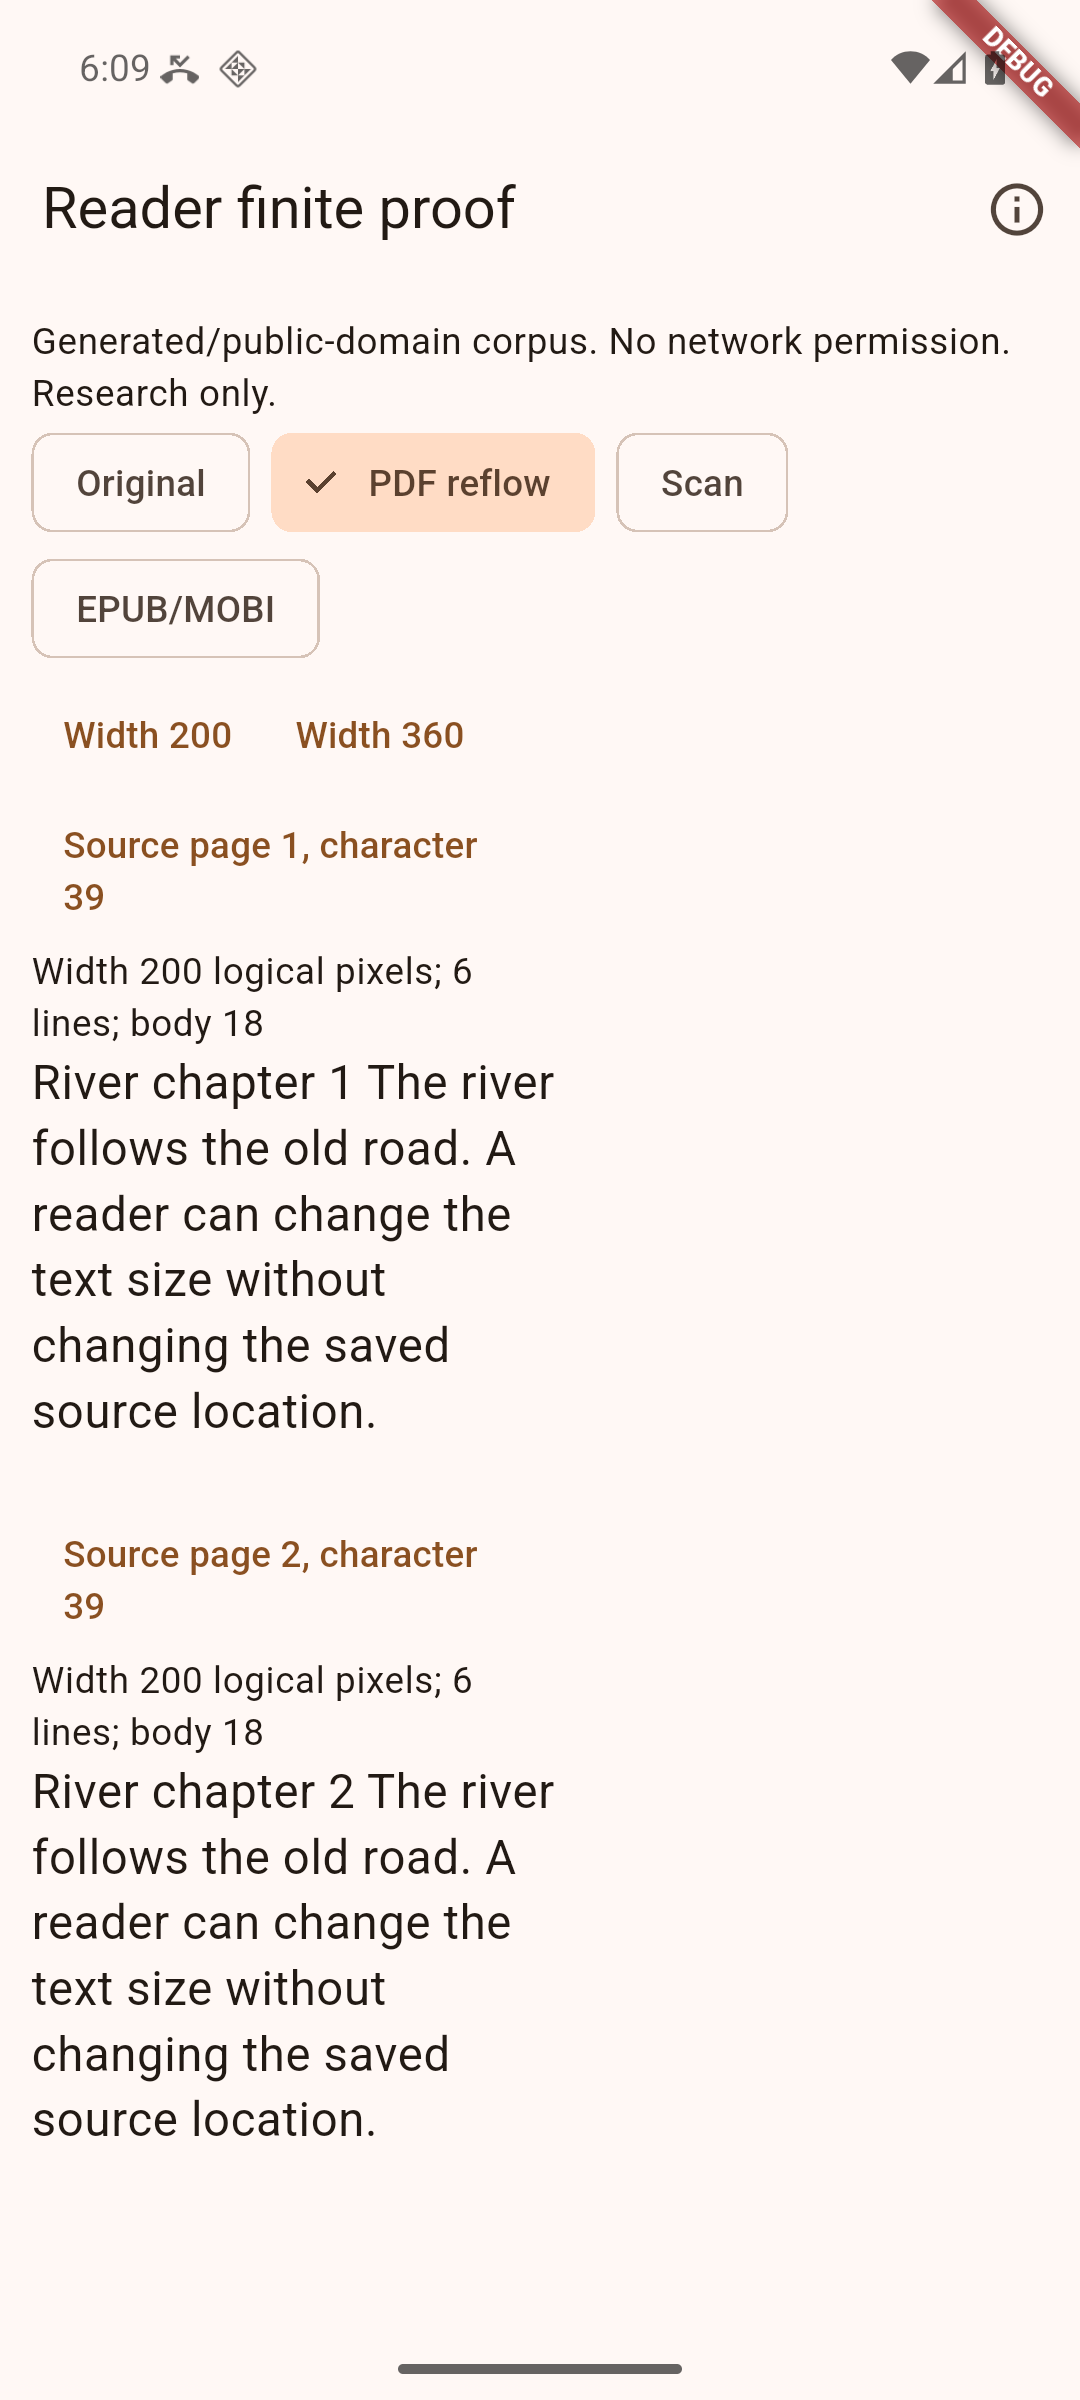 6:09
DEBUG
Reader finite proof
Generated/public-domain corpus. No network permission.
Research only.
Original
PDF reflow
Scan
EPUB/MOBI
Width 200
Width 360
Source page 1, character
39
Width 200 logical pixels; 6
lines; body 18
River chapter 1 The river
follows the old road. A
reader can change the
text size without
changing the saved
source location.
Source page 2, character
39
Width 200 logical pixels; 6
lines; body 18
River chapter 2 The river
follows the old road. A
reader can change the
text size without
changing the saved
source location.